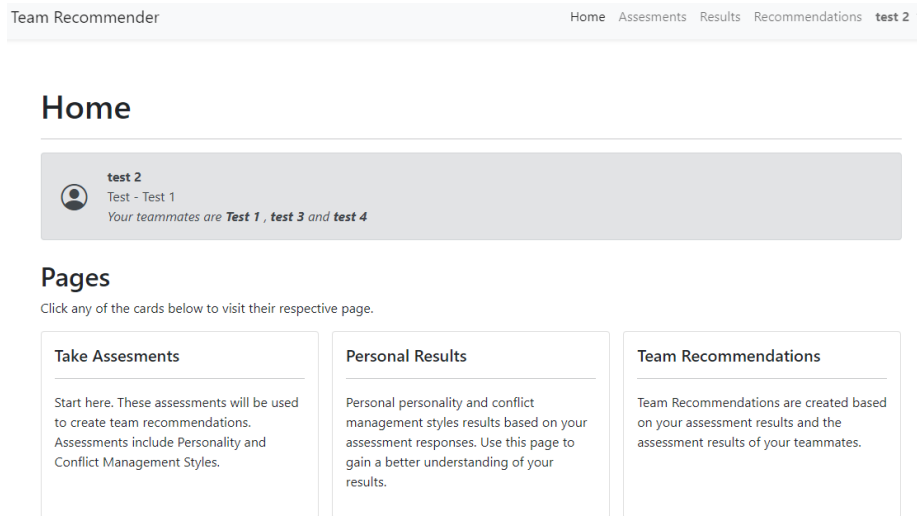 Team Recommender
Home Assesments Results Recommendations test 2
Home
test 2
Test - Test 1
Your teammates are Test 1 , test 3 and test 4
Pages
Click any of the cards below to visit their respective page.
Take Assesments
Start here. These assessments will be used
to create team recommendations.
Assessments include Personality and
Conflict Management Styles.
Personal Results
Personal personality and conflict
management styles results based on your
assessment responses. Use this page to
gain a better understanding of your
results.
Team Recommendations
Team Recommendations are created based
on your assessment results and the
assessment results of your teammates.